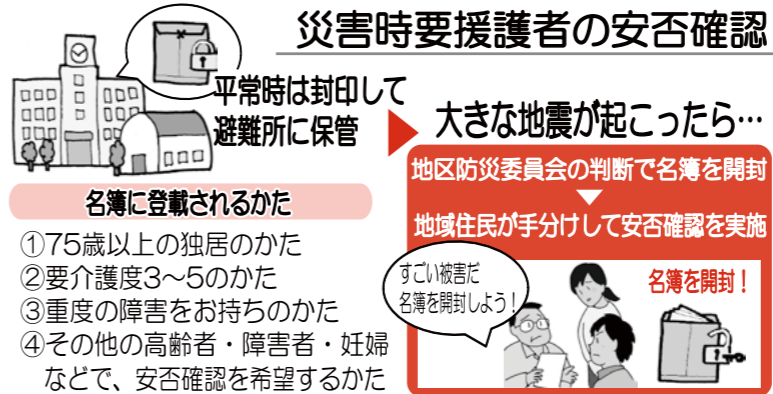 災害時要援護者の安否確認
平常時は封印して
避難所に保管
大きな地震が起こったら…
地区防災委員会の判断で名簿を開封
地域住民が手分けして安否確認を実施
名簿に登載されるかた
①75歳以上の独居のかた
②要介護度3～5のかた
③重度の障害をお持ちのかた
④その他の高齢者・障害者・妊婦
などで、安否確認を希望するかた
すごい被害だ
名簿を開封しよう！
名簿を開封！